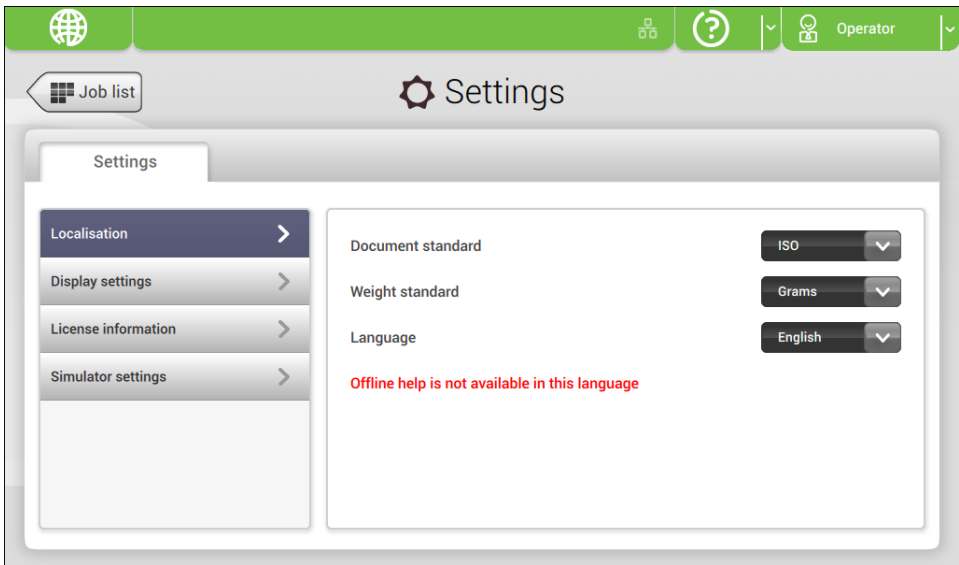 Operator
Job list
Settings
Settings
Localisation
Display settings
License information
Simulator settings
Document standard
ISO
Weight standard
Grams
Language
English
Offline help is not available in this language